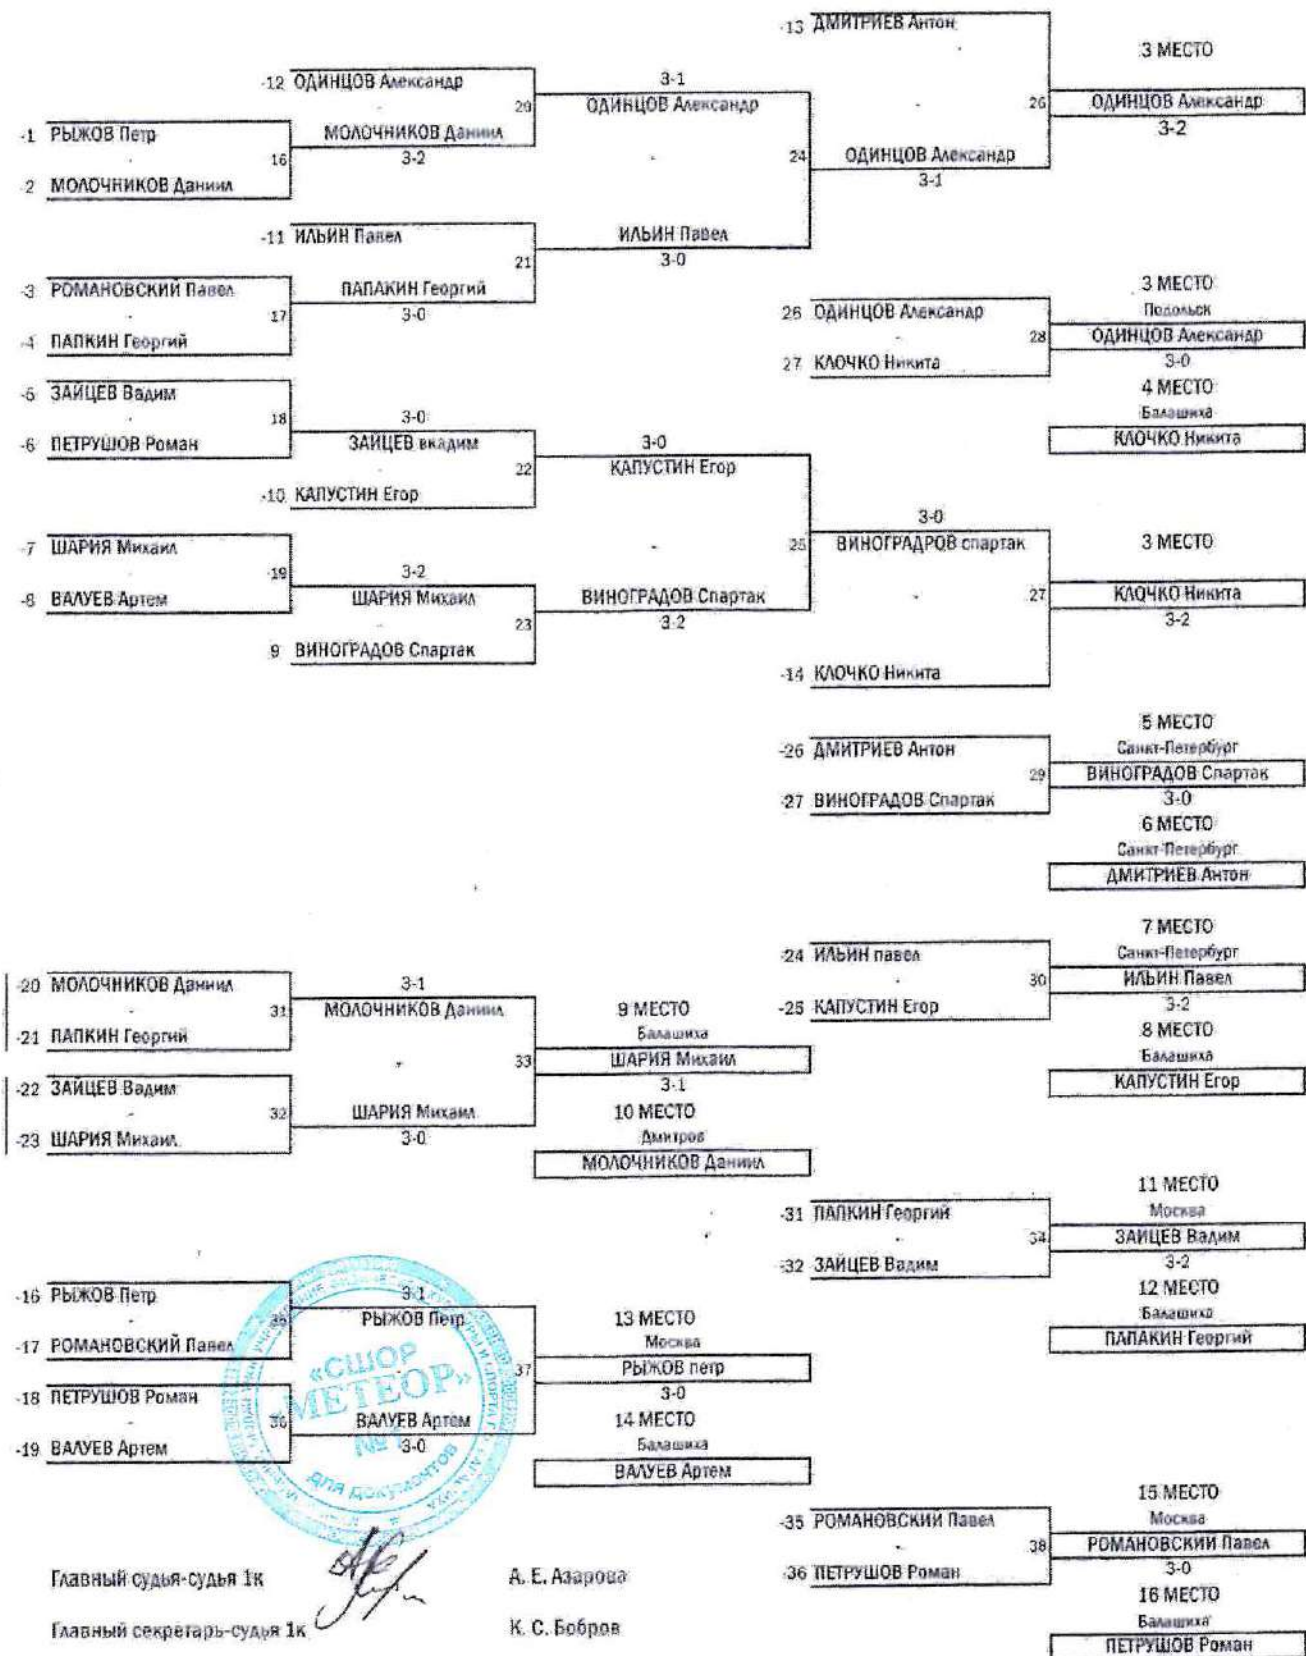 -13 ДМИТРИЕВ Антон
3 МЕСТО
-12 ОДИНЦОВ Александр
3-1
20 ОДИНЦОВ Александр
26 ОДИНЦОВ Александр
3-2
-1 РЫЖОВ Петр
16 МОЛОЧНИКОВ Даниил
3-2
24 ОДИНЦОВ Александр
3-1
-2 МОЛОЧНИКОВ Даниил
-11 ИЛЬИН Павел
21 ИЛЬИН Павел
3-0
-3 РОМАНОВСКИЙ Павел
17 ПАПАКИН Георгий
3-0
-4 ПАПКИН Георгий
3 МЕСТО
Подольск
26 ОДИНЦОВ Александр
28 ОДИНЦОВ Александр
3-0
27 КЛОЧКО Никита
4 МЕСТО
Балашиха
КЛОЧКО Никита
-5 ЗАЙЦЕВ Вадим
18 3-0
-6 ПЕТРУШОВ Роман
ЗАЙЦЕВ вкадим
3-0
22 КАПУСТИН Егор
-10 КАПУСТИН Егор
3-0
25 ВИНОГРАДРОВ спартак
3 МЕСТО
-7 ШАРИЯ Михаил
19 3-2
-8 ВАЛУЕВ Артем
ШАРИЯ Михаил
23 ВИНОГРАДОВ Спартак
3-2
27 КЛОЧКО Никита
3-2
9 ВИНОГРАДОВ Спартак
-14 КЛОЧКО Никита
5 МЕСТО
Санкт-Петербург
-26 ДМИТРИЕВ Антон
29 ВИНОГРАДОВ Спартак
3-0
-27 ВИНОГРАДОВ Спартак
6 МЕСТО
Санкт-Петербург
ДМИТРИЕВ Антон
7 МЕСТО
Санкт-Петербург
-24 ИЛЬИН павел
30 ИЛЬИН Павел
3-2
-25 КАПУСТИН Егор
8 МЕСТО
Балашиха
КАПУСТИН Егор
-20 МОЛОЧНИКОВ Даниил
3-1
31 МОЛОЧНИКОВ Даниил
-21 ПАПКИН Георгий
9 МЕСТО
Балашиха
33 ШАРИЯ Михаил
3-1
-22 ЗАЙЦЕВ Вадим
32 ШАРИЯ Михаил
3-0
-23 ШАРИЯ Михаил
10 МЕСТО
Дмитров
МОЛОЧНИКОВ Даниил
11 МЕСТО
Москва
-31 ПАПКИН Георгий
34 ЗАЙЦЕВ Вадим
3-2
-32 ЗАЙЦЕВ Вадим
12 МЕСТО
Балашиха
ПАПАКИН Георгий
-16 РЫЖОВ Петр
3-1
35 РЫЖОВ Петр
-17 РОМАНОВСКИЙ Павел
13 МЕСТО
Москва
37 РЫЖОВ петр
3-0
-18 ПЕТРУШОВ Роман
36 ВАЛУЕВ Артем
3-0
-19 ВАЛУЕВ Артем
14 МЕСТО
Балашиха
ВАЛУЕВ Артем
«СШОР
«МЕТЕОР»
№1
ДЛЯ ДОКУМЕНТОВ
15 МЕСТО
Москва
-35 РОМАНОВСКИЙ Павел
38 РОМАНОВСКИЙ Павел
3-0
-36 ПЕТРУШОВ Роман
16 МЕСТО
Балашиха
ПЕТРУШОВ Роман
Главный судья-судья 1к А. Е. Азарова
Главный секретарь-судья 1к К. С. Бобров